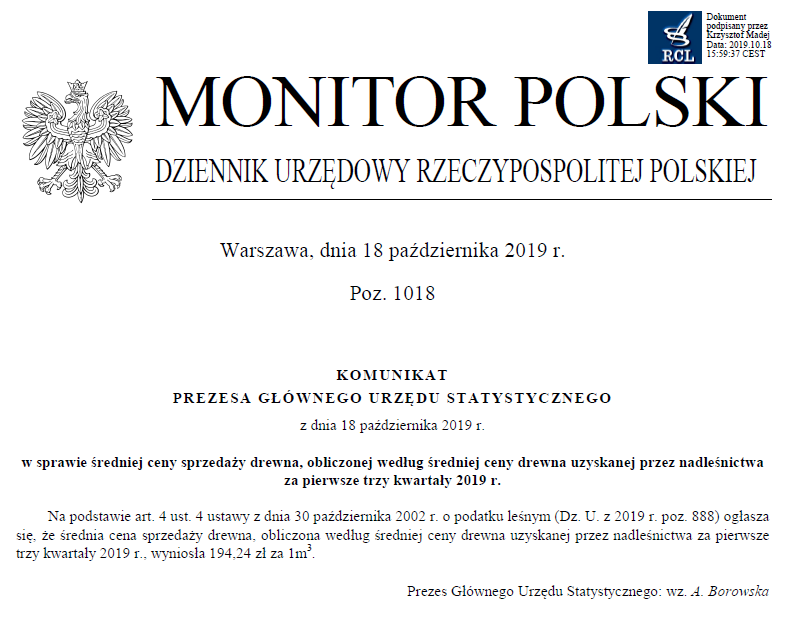 RCL
Dokument
podpisany przez
Krzysztof Madej
Data: 2019.10.18
15:59:37 CEST
MONITOR POLSKI
DZIENNIK URZĘDOWY RZECZYPOSPOLITEJ POLSKIEJ
Warszawa, dnia 18 października 2019 r.
Poz. 1018
KOMUNIKAT
PREZESA GŁÓWNEGO URZĘDU STATYSTYCZNEGO
z dnia 18 października 2019 r.
w sprawie średniej ceny sprzedaży drewna, obliczonej według średniej ceny drewna uzyskanej przez nadleśnictwa
za pierwsze trzy kwartały 2019 r.
Na podstawie art. 4 ust. 4 ustawy z dnia 30 października 2002 r. o podatku leśnym (Dz. U. z 2019 r. poz. 888) ogłasza
się, że średnia cena sprzedaży drewna, obliczona według średniej ceny drewna uzyskanej przez nadleśnictwa za pierwsze
trzy kwartały 2019 r., wyniosła 194,24 zł za 1m³.
Prezes Głównego Urzędu Statystycznego: wz. A. Borowska